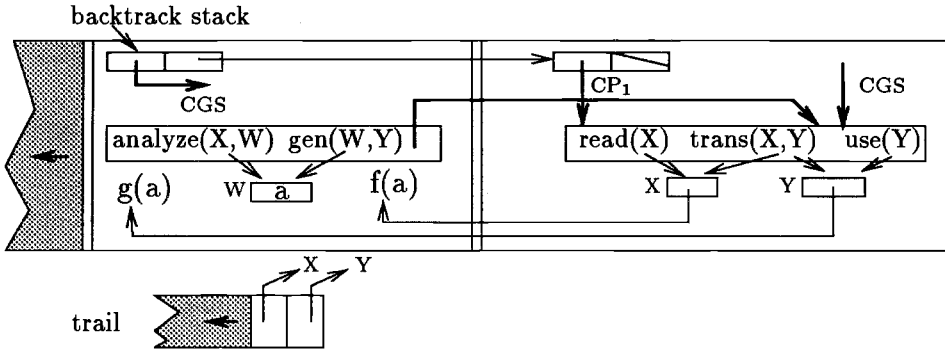 backtrack stack
CGS
CP1
CGS
analyze(X,W) gen(W,Y)
read(X) trans(X,Y) use(Y)
g(a)
W
a
f(a)
X
Y
X
Y
trail